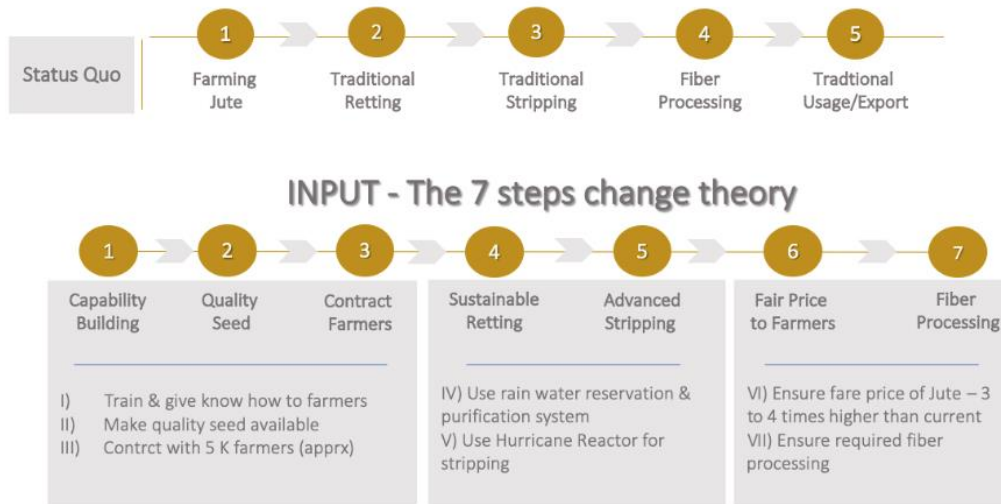 1
2
3
4
5
Status Quo
Farming
Jute
Traditional
Retting
Traditional
Stripping
Fiber
Processing
Tradtional
Usage/Export
INPUT - The 7 steps change theory
1
2
3
4
5
6
7
Capability
Building
Quality
Seed
Contract
Farmers
Sustainable
Retting
Advanced
Stripping
Fair Price
to Farmers
Fiber
Processing
I) Train & give know how to farmers
II) Make quality seed available
III) Contrct with 5 K farmers (apprx)
IV) Use rain water reservation &
purification system
V) Use Hurricane Reactor for
stripping
VI) Ensure fare price of Jute – 3
to 4 times higher than current
VII) Ensure required fiber
processing